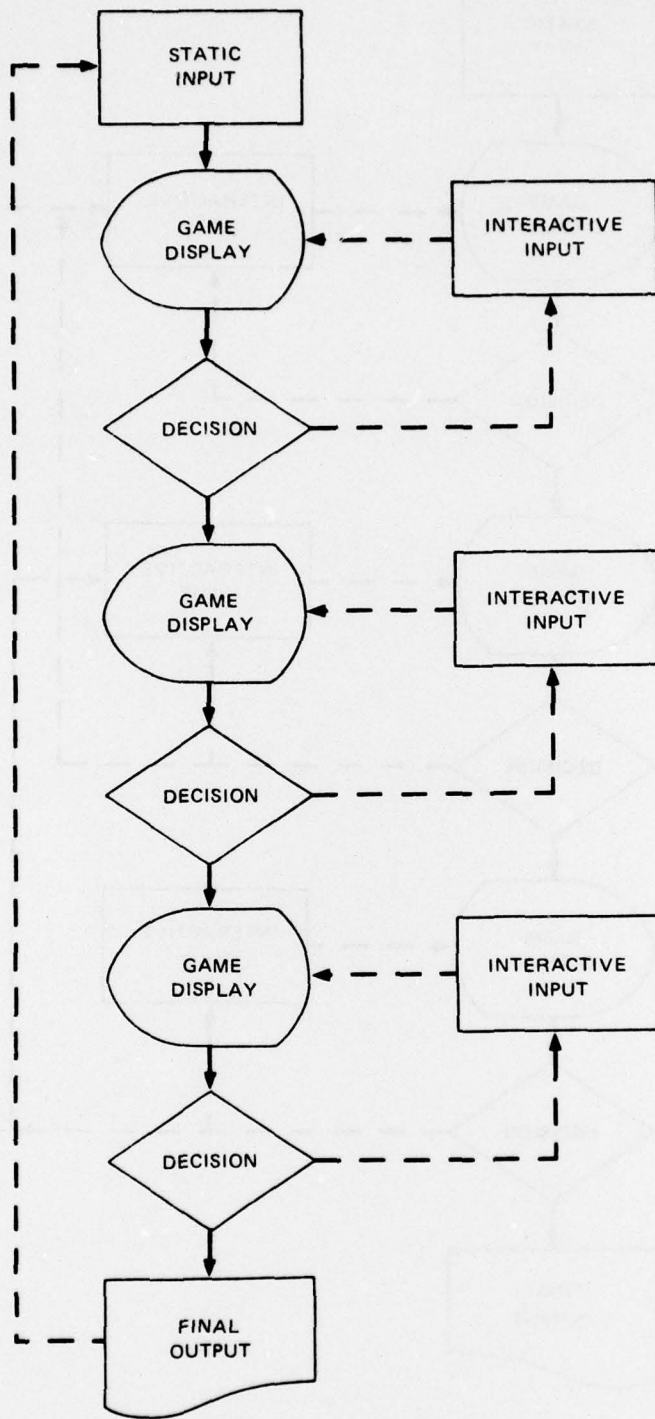 STATIC
INPUT
GAME
DISPLAY
INTERACTIVE
INPUT
DECISION
GAME
DISPLAY
INTERACTIVE
INPUT
DECISION
GAME
DISPLAY
INTERACTIVE
INPUT
DECISION
FINAL
OUTPUT